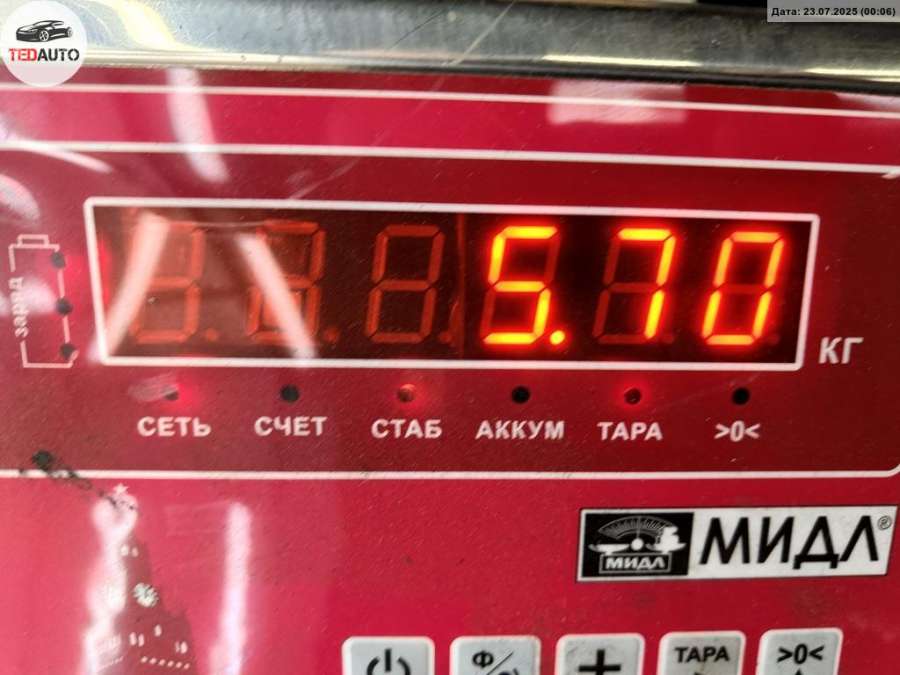 Дата: 23.07.2025 (00:06)
TEDAUTO
5.70
КГ
заряд
СЕТЬ СЧЕТ СТАБ АККУМ ТАРА >0<
МИДЛ МИДЛ®
Ф/ + ТАРА >0<